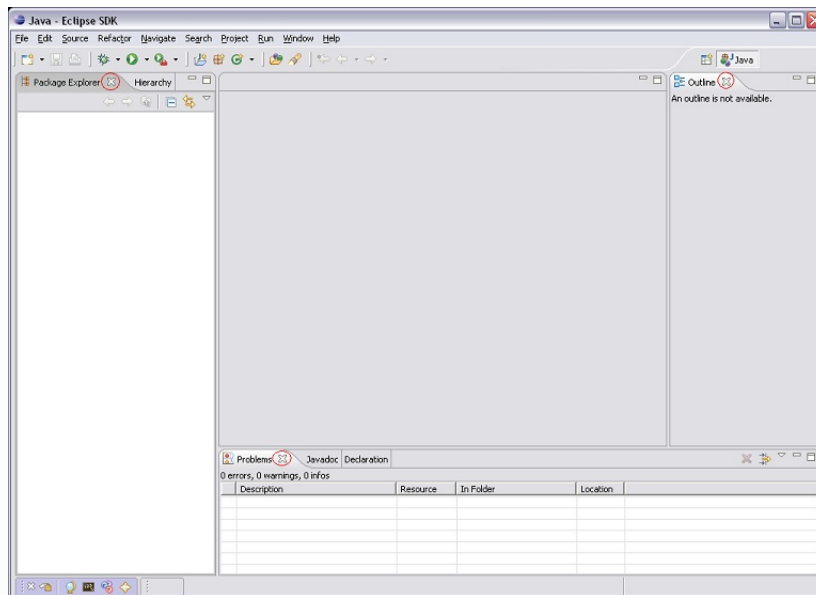 Java - Eclipse SDK
File Edit Source Refactor Navigate Search Project Run Window Help
Java
Package Explorer Hierarchy
Outline
An outline is not available.
Problems Javadoc Declaration
0 errors, 0 warnings, 0 infos
Description Resource In Folder Location